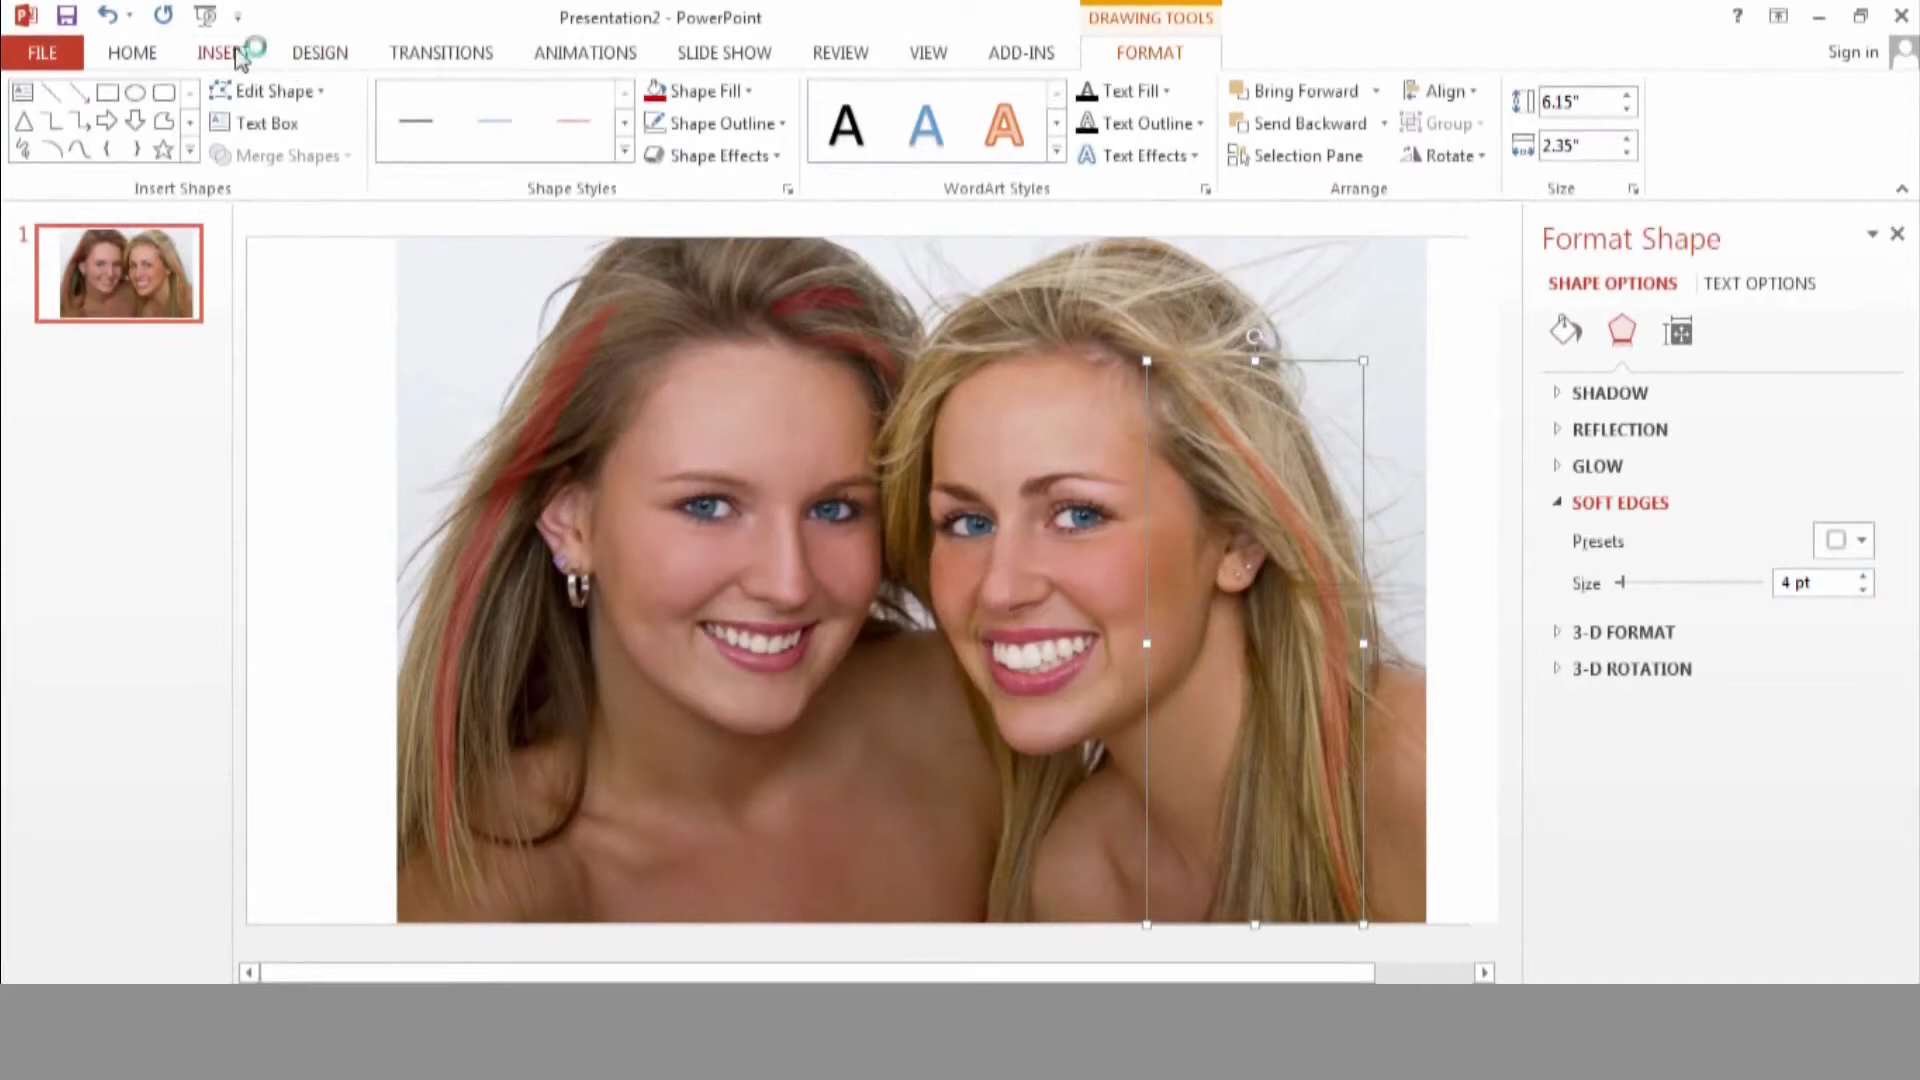 Presentation2 - PowerPoint
DRAWING TOOLS
?
FILE
HOME
INSERT
DESIGN
TRANSITIONS
ANIMATIONS
SLIDE SHOW
REVIEW
VIEW
ADD-INS
FORMAT
Sign in
Edit Shape
Text Box
Merge Shapes
Insert Shapes
Shape Fill
Shape Outline
Shape Effects
Shape Styles
A A A
Text Fill
Text Outline
Text Effects
WordArt Styles
Bring Forward
Send Backward
Selection Pane
Align
Group
Rotate
Arrange
6.15"
2.35"
Size
1
Format Shape
SHAPE OPTIONS
TEXT OPTIONS
SHADOW
REFLECTION
GLOW
SOFT EDGES
Presets
Size
4 pt
3-D FORMAT
3-D ROTATION